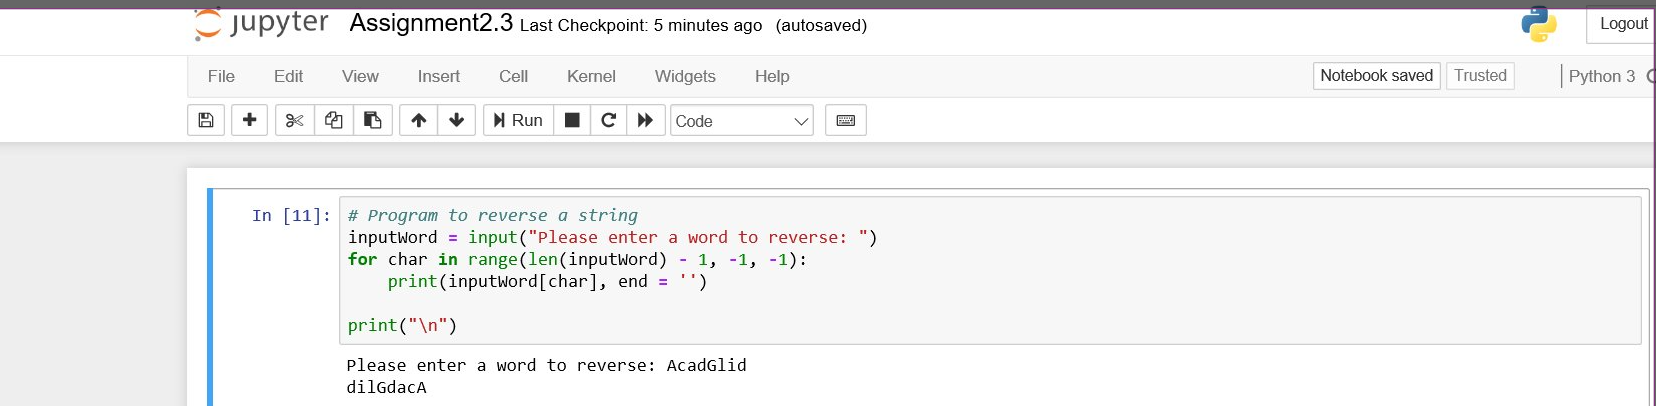 jupyter Assignment2.3 Last Checkpoint: 5 minutes ago (autosaved) Logout
File Edit View Insert Cell Kernel Widgets Help Notebook saved Trusted Python 3
Run Code
In [11]: # Program to reverse a string
inputWord = input("Please enter a word to reverse: ")
for char in range(len(inputWord) - 1, -1, -1):
    print(inputWord[char], end = '')
print("\n")
Please enter a word to reverse: AcadGlid
dilGdacA